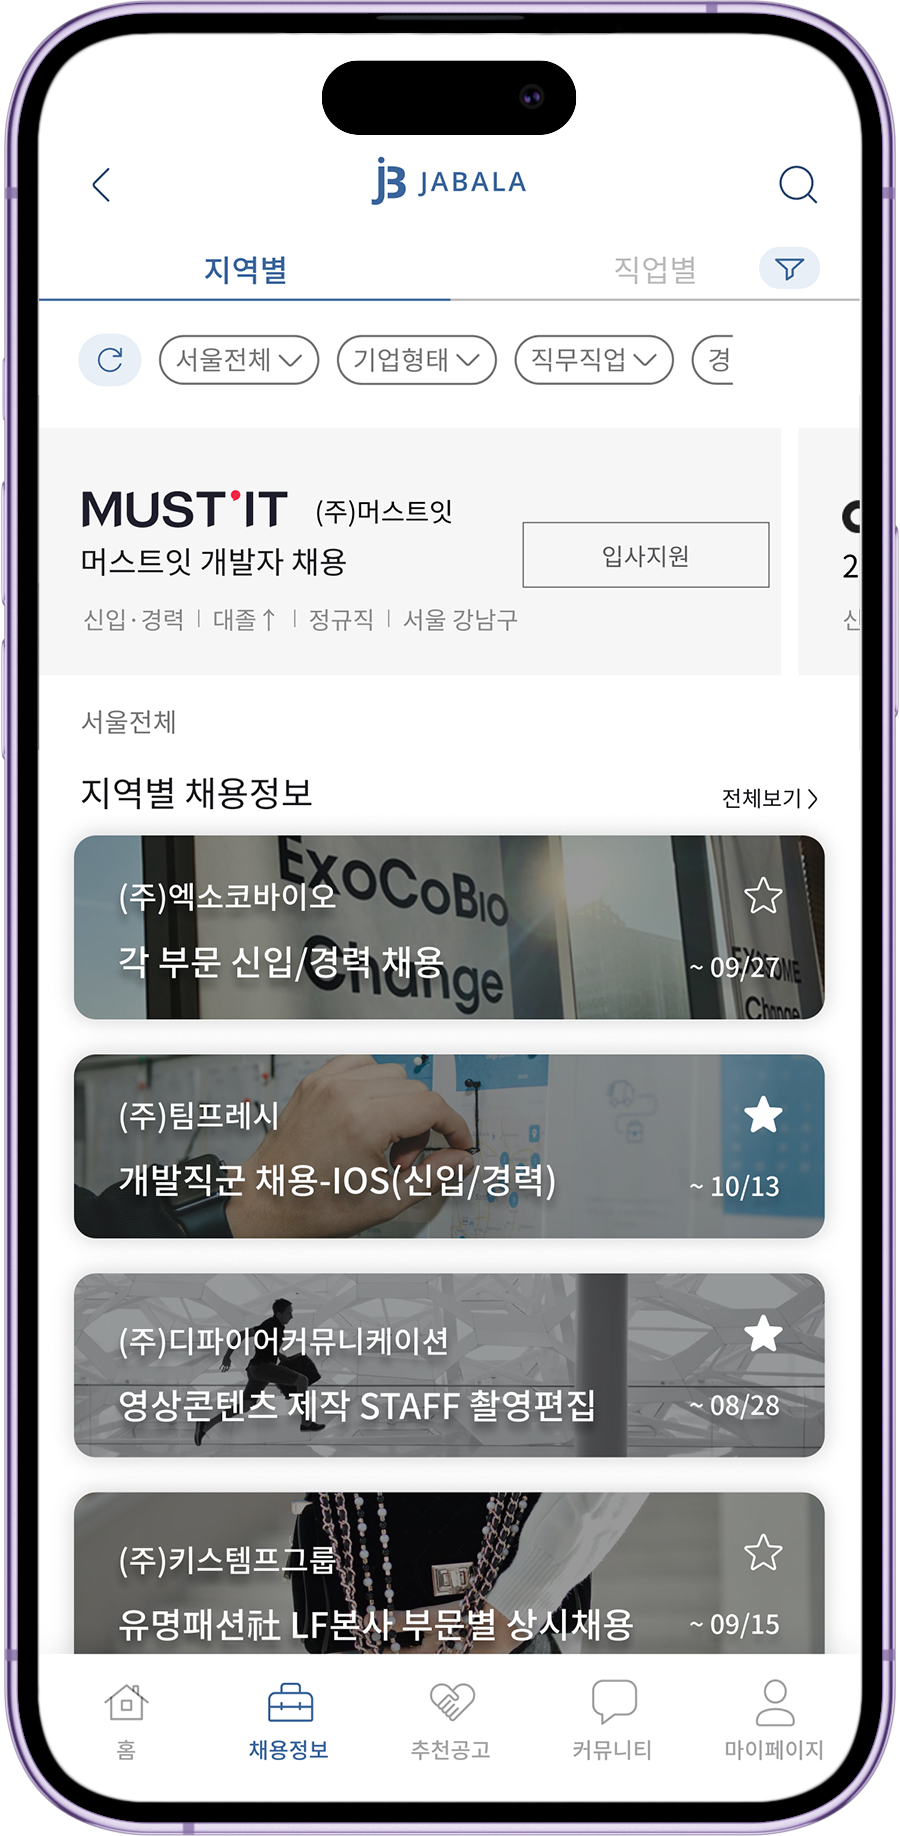 JB JABALA
지역별 직업별
서울전체 기업형태 직무직업 경
MUST'IT (주)머스트잇
머스트잇 개발자 채용
입사지원
신입·경력 | 대졸↑ | 정규직 | 서울 강남구
2
신
서울전체
지역별 채용정보 전체보기 >
ExoCoBio
Change
EXOSOME
Change
(주)엑소코바이오
각 부문 신입/경력 채용 ~ 09/27
(주)팀프레시
개발직군 채용-IOS(신입/경력) ~ 10/13
(주)디파이어커뮤니케이션
영상콘텐츠 제작 STAFF 촬영편집 ~ 08/28
(주)키스템프그룹
유명패션社 LF본사 부문별 상시채용 ~ 09/15
홈 채용정보 추천공고 커뮤니티 마이페이지